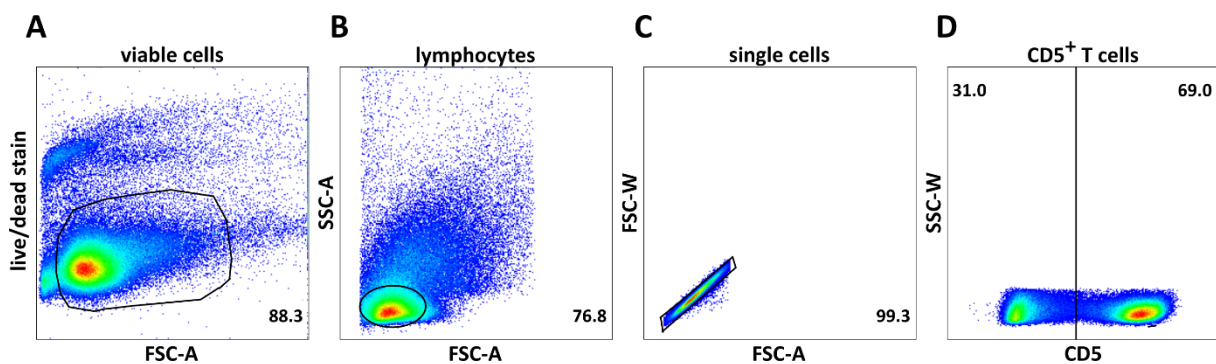 A
viable cells
live/dead stain
88.3
FSC-A
B
lymphocytes
SSC-A
76.8
FSC-A
C
single cells
FSC-W
99.3
FSC-A
D
CD5⁺ T cells
31.0
69.0
SSC-W
CD5